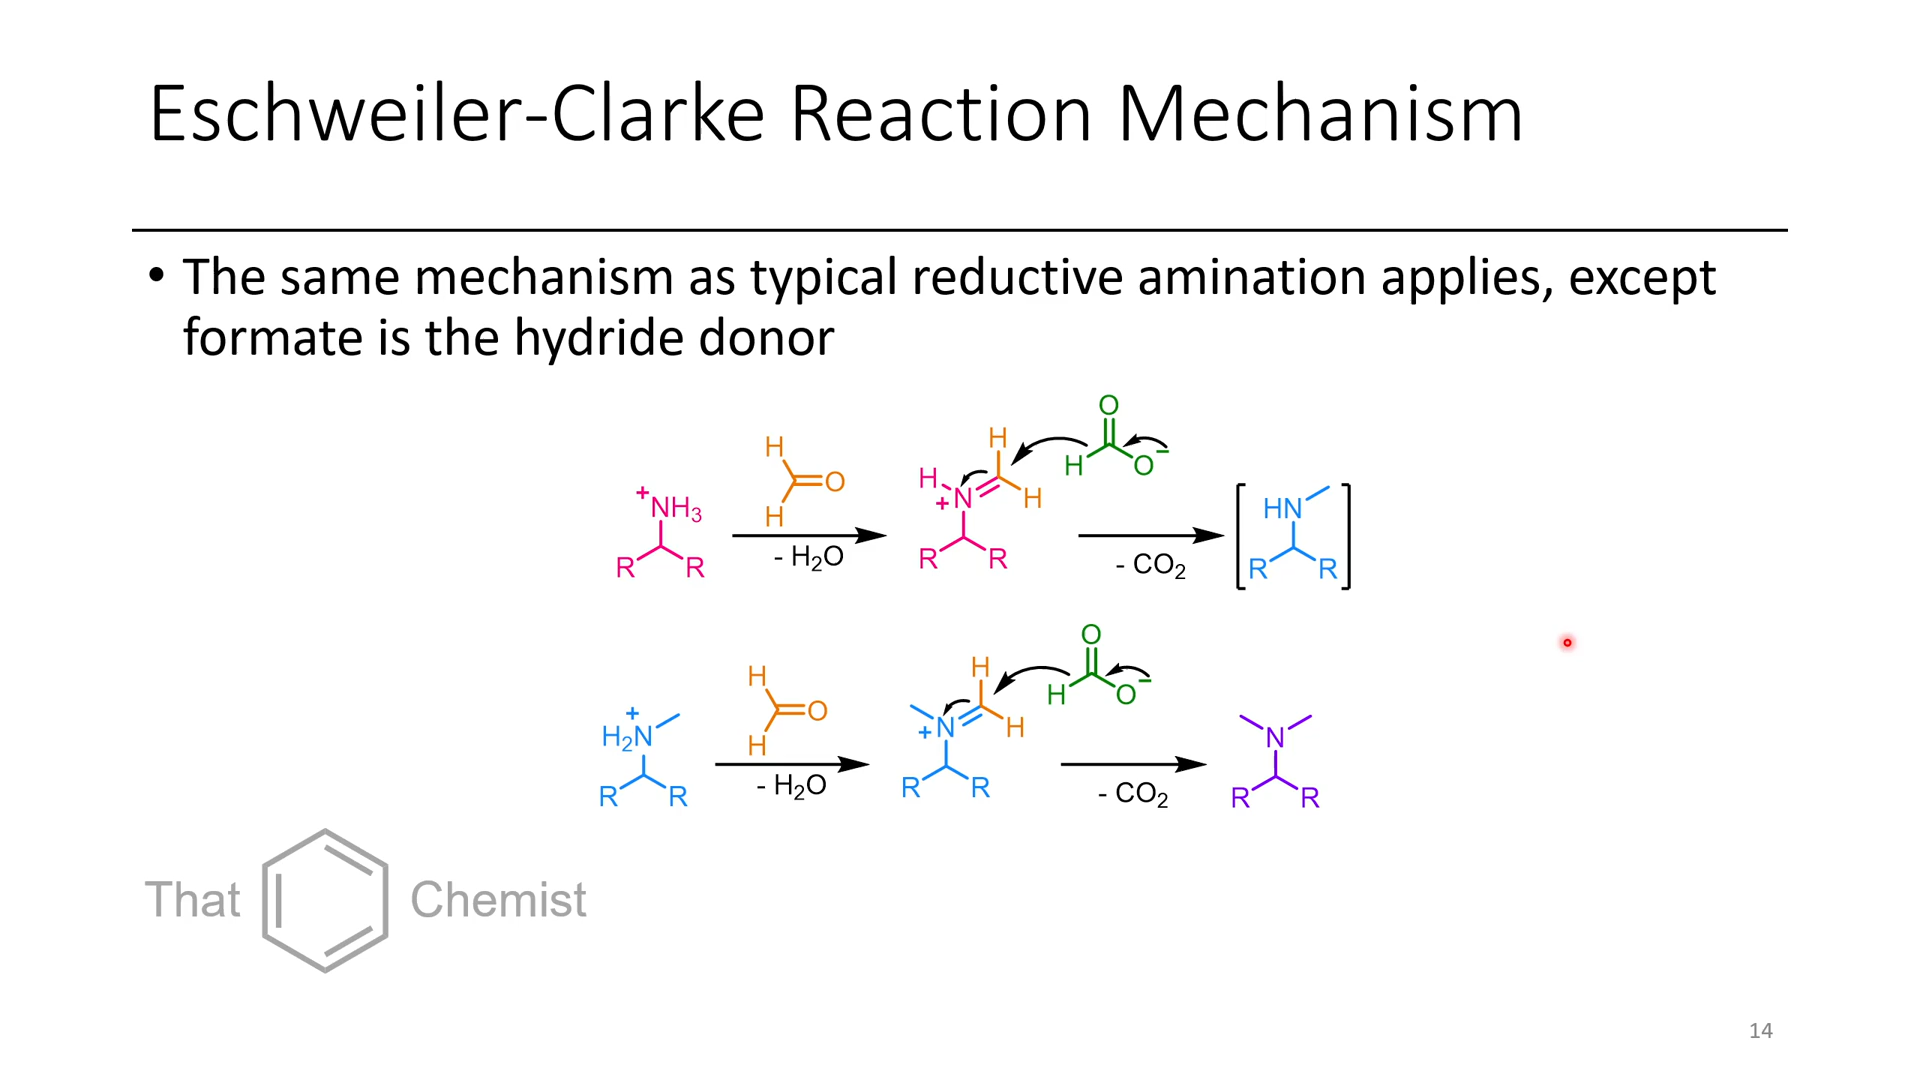 Eschweiler-Clarke Reaction Mechanism
• The same mechanism as typical reductive amination applies, except
formate is the hydride donor
+NH3
R R
H
H
O
- H2O
H
+N
H
H
R R
O
H
O−
- CO2
HN
R R
+
H2N
R R
H
H
O
- H2O
+N
H
H
R R
O
H
O−
- CO2
N
R R
That Chemist
14